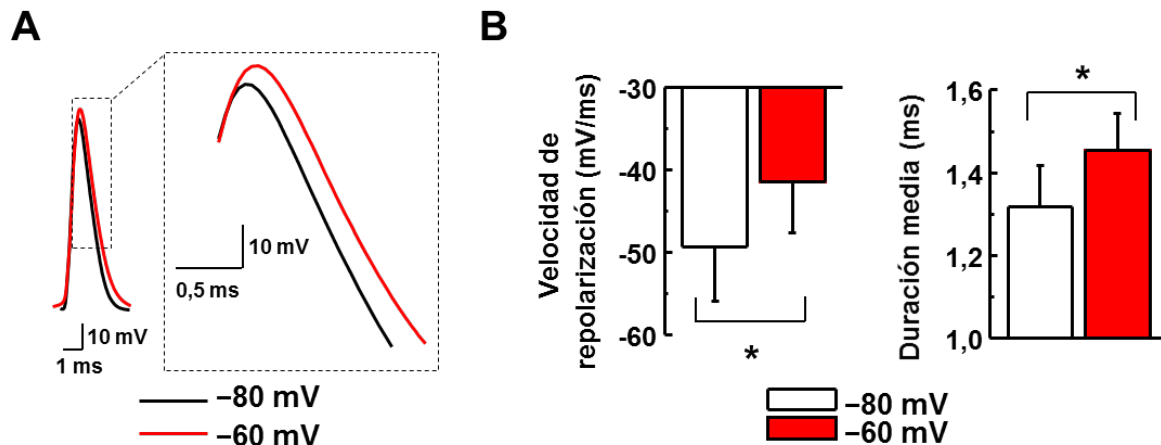 A
10 mV
0,5 ms
10 mV
1 ms
−80 mV
−60 mV
B
Velocidad de
repolarización (mV/ms)
-30
-40
-50
-60
*
Duración media (ms)
1,6
1,4
1,2
1,0
*
−80 mV
−60 mV